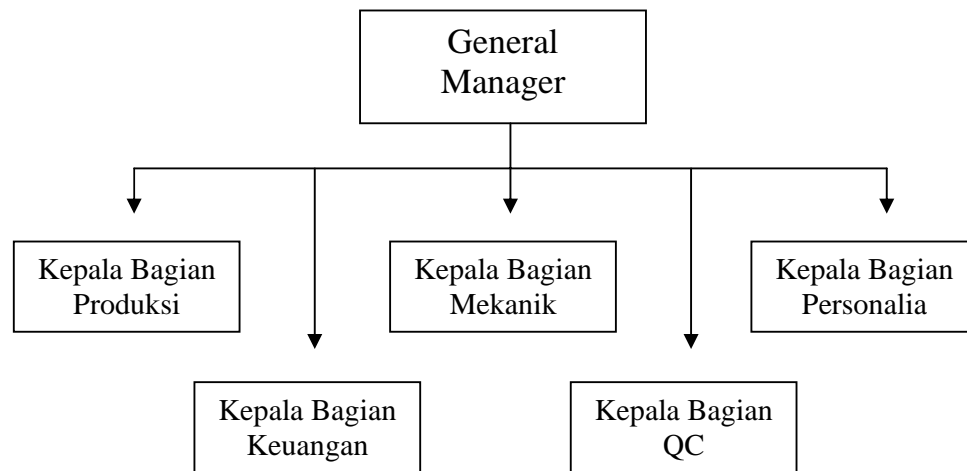 General
Manager
Kepala Bagian
Produksi
Kepala Bagian
Mekanik
Kepala Bagian
Personalia
Kepala Bagian
Keuangan
Kepala Bagian
QC